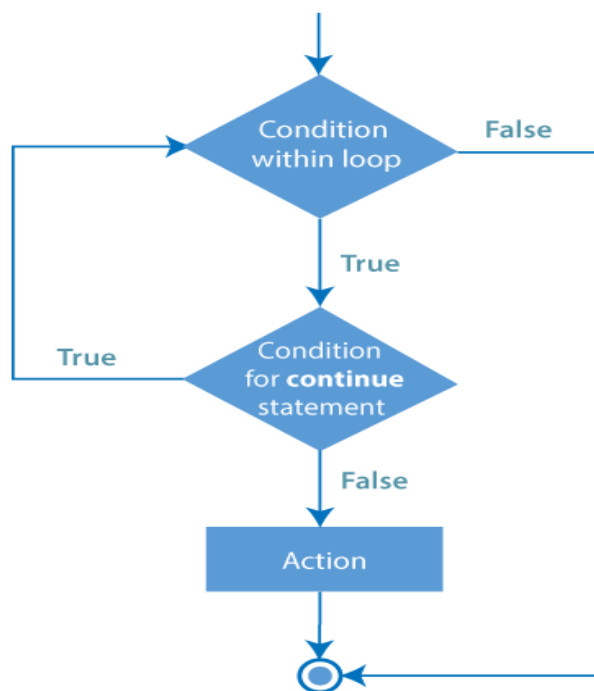 Condition
within loop
False
True
True
Condition
for continue
statement
False
Action